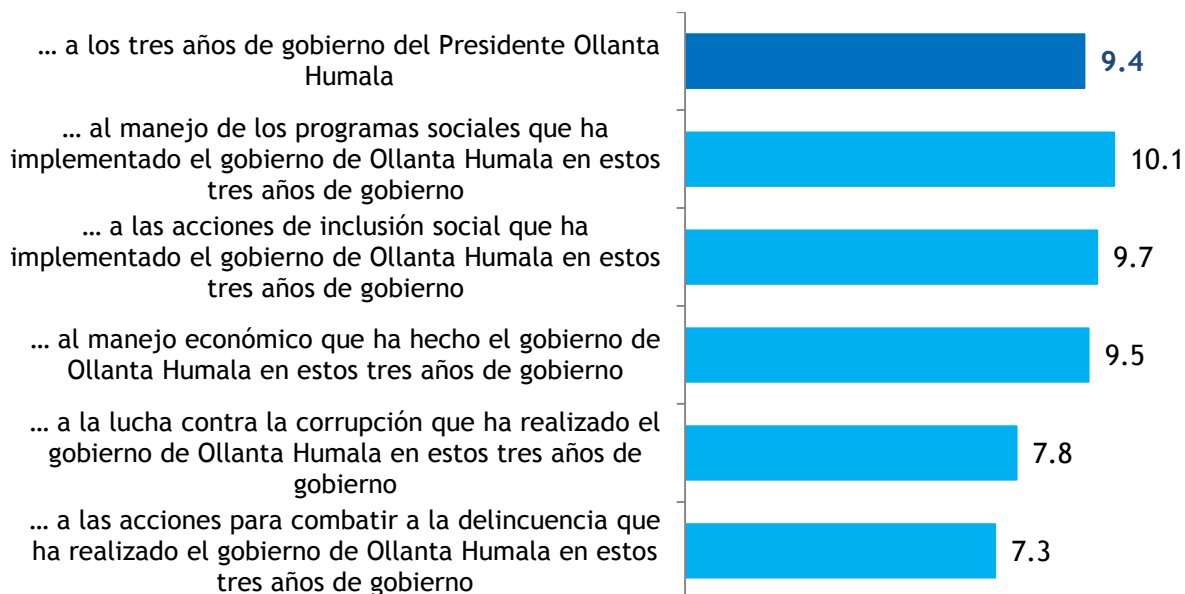 … a los tres años de gobierno del Presidente Ollanta
Humala
9.4
… al manejo de los programas sociales que ha
implementado el gobierno de Ollanta Humala en estos
tres años de gobierno
10.1
… a las acciones de inclusión social que ha
implementado el gobierno de Ollanta Humala en estos
tres años de gobierno
9.7
… al manejo económico que ha hecho el gobierno de
Ollanta Humala en estos tres años de gobierno
9.5
… a la lucha contra la corrupción que ha realizado el
gobierno de Ollanta Humala en estos tres años de
gobierno
7.8
… a las acciones para combatir a la delincuencia que
ha realizado el gobierno de Ollanta Humala en estos
tres años de gobierno
7.3